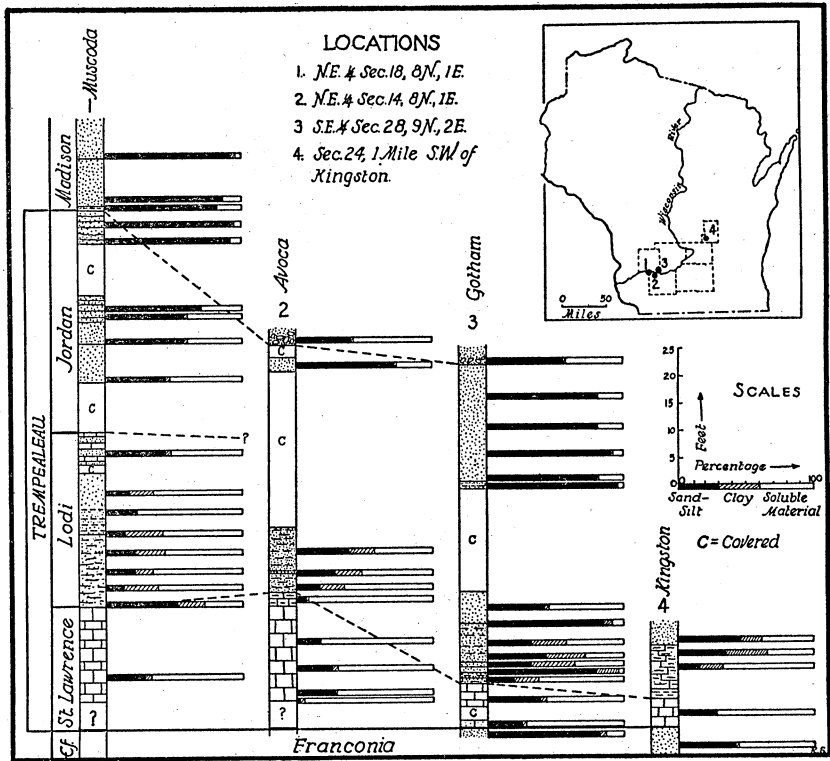 LOCATIONS
1. N.E. ¼ Sec. 18, 8N., 1E.
2. N.E. ¼ Sec. 14, 8N., 1E.
3 S.E. ¼ Sec. 28, 9N., 2E.
4. Sec. 24, 1 Mile S.W. of
Kingston.
Muscoda
Madison
Jordan
Lodi
St. Lawrence
TREMPEALEAU
Cf.
C
C
C
?
?
Avoca
2
C
C
?
Gotham
3
C
C
Kingston
4
Franconia
Wisconsin River
1
2
3
4
0 50
Miles
25
20
15
10
5
0
Feet
SCALES
Percentage
100
Sand-Silt
Clay
Soluble Material
C = Covered